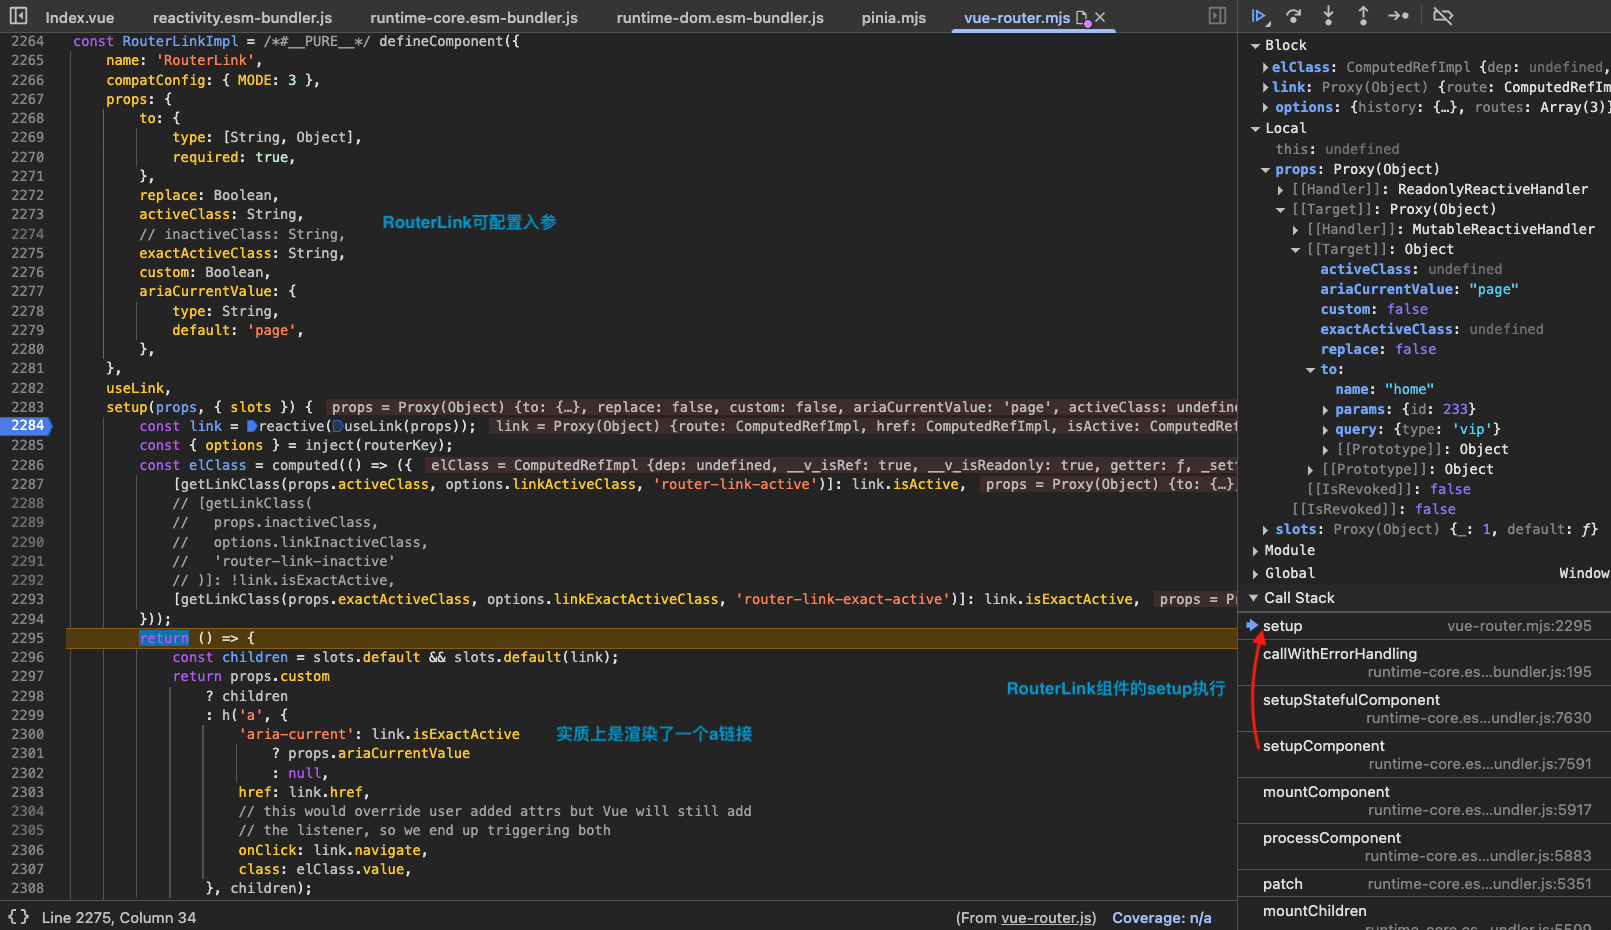 Index.vue reactivity.esm-bundler.js runtime-core.esm-bundler.js runtime-dom.esm-bundler.js pinia.mjs vue-router.mjs
2264 const RouterLinkImpl = /*#__PURE__*/ defineComponent({
2265 name: 'RouterLink',
2266 compatConfig: { MODE: 3 },
2267 props: {
2268 to: {
2269 type: [String, Object],
2270 required: true,
2271 },
2272 replace: Boolean,
2273 activeClass: String,
2274 // inactiveClass: String,
RouterLink可配置入参
2275 exactActiveClass: String,
2276 custom: Boolean,
2277 ariaCurrentValue: {
2278 type: String,
2279 default: 'page',
2280 },
2281 },
2282 useLink,
2283 setup(props, { slots }) { props = Proxy(Object) {to: {…}, replace: false, custom: false, ariaCurrentValue: 'page', activeClass: undefine
2284 const link = reactive(useLink(props)); link = Proxy(Object) {route: ComputedRefImpl, href: ComputedRefImpl, isActive: ComputedRef
2285 const { options } = inject(routerKey);
2286 const elClass = computed(() => ({ elClass = ComputedRefImpl {dep: undefined, __v_isRef: true, __v_isReadonly: true, getter: ƒ, _set
2287 [getLinkClass(props.activeClass, options.linkActiveClass, 'router-link-active')]: link.isActive, props = Proxy(Object) {to: {…},
2288 // [getLinkClass(
2289 // props.inactiveClass,
2290 // options.linkInactiveClass,
2291 // 'router-link-inactive'
2292 // )]: !link.isExactActive,
2293 [getLinkClass(props.exactActiveClass, options.linkExactActiveClass, 'router-link-exact-active')]: link.isExactActive, props = Pr
2294 }));
2295 return () => {
2296 const children = slots.default && slots.default(link);
2297 return props.custom
RouterLink组件的setup执行
2298 ? children
2299 : h('a', {
2300 'aria-current': link.isExactActive
实质上是渲染了一个a链接
2301 ? props.ariaCurrentValue
2302 : null,
2303 href: link.href,
2304 // this would override user added attrs but Vue will still add
2305 // the listener, so we end up triggering both
2306 onClick: link.navigate,
2307 class: elClass.value,
2308 }, children);
{} Line 2275, Column 34 (From vue-router.js) Coverage: n/a
Block
elClass: ComputedRefImpl {dep: undefined,
link: Proxy(Object) {route: ComputedRefIm
options: {history: {…}, routes: Array(3)}
Local
this: undefined
props: Proxy(Object)
[[Handler]]: ReadonlyReactiveHandler
[[Target]]: Proxy(Object)
[[Handler]]: MutableReactiveHandler
[[Target]]: Object
activeClass: undefined
ariaCurrentValue: "page"
custom: false
exactActiveClass: undefined
replace: false
to:
name: "home"
params: {id: 233}
query: {type: 'vip'}
[[Prototype]]: Object
[[Prototype]]: Object
[[IsRevoked]]: false
[[IsRevoked]]: false
slots: Proxy(Object) {_: 1, default: ƒ}
Module
Global Window
Call Stack
setup vue-router.mjs:2295
callWithErrorHandling
runtime-core.es…bundler.js:195
setupStatefulComponent
runtime-core.es…undler.js:7630
setupComponent
runtime-core.es…undler.js:7591
mountComponent
runtime-core.es…undler.js:5917
processComponent
runtime-core.es…undler.js:5883
patch runtime-core.es…undler.js:5351
mountChildren
runtime-core.es…undler.js:5599